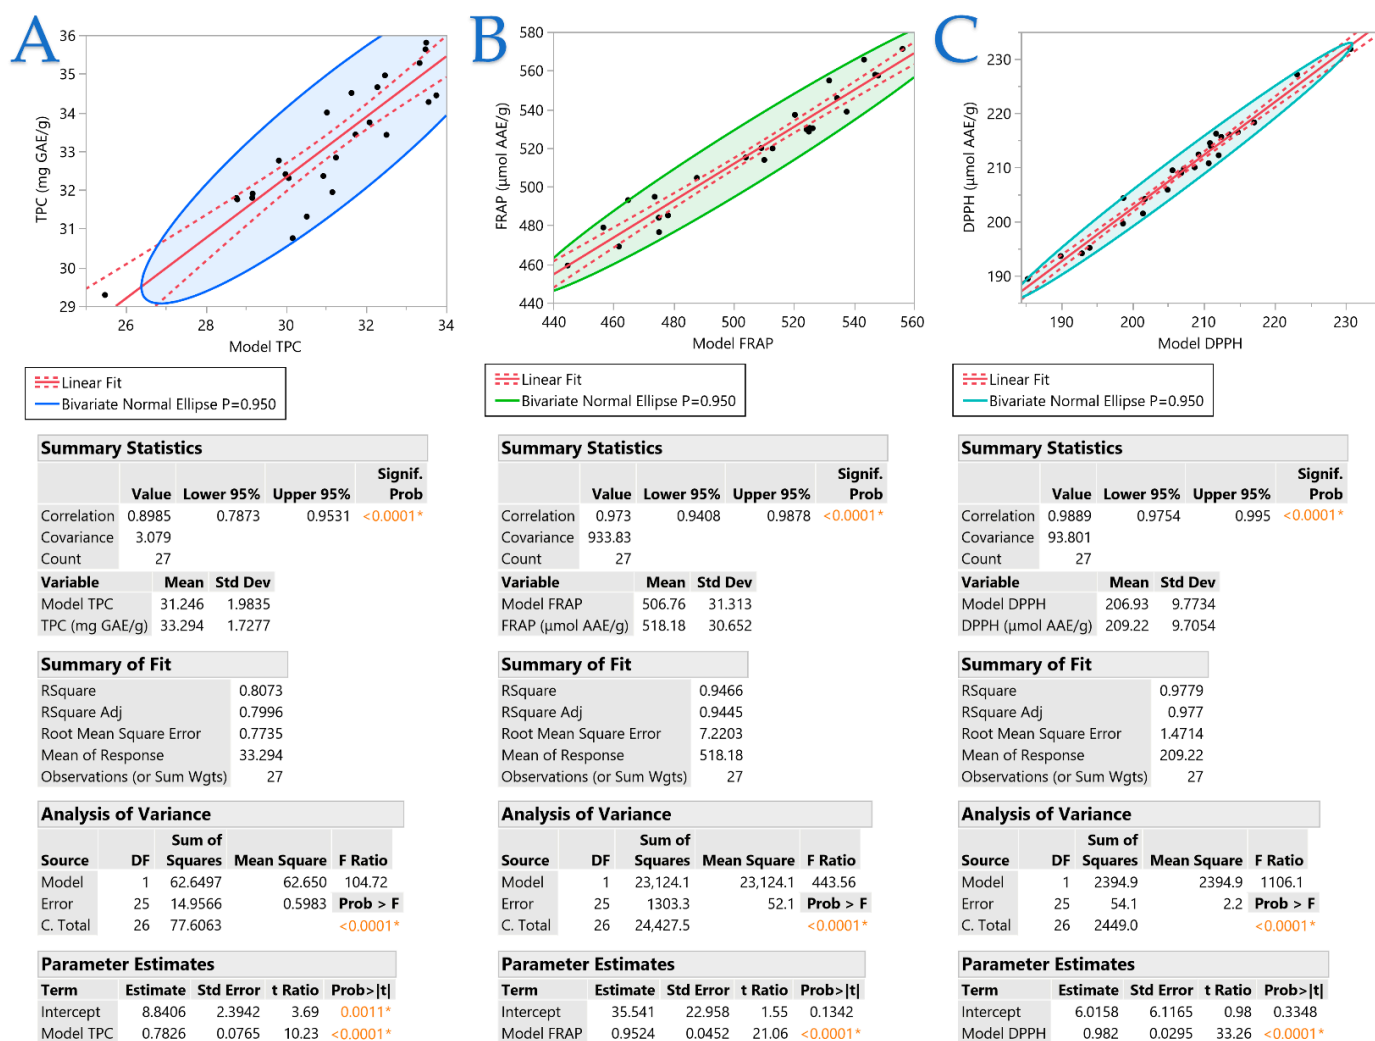 A
B
C
TPC (mg GAE/g)
36
35
34
33
32
31
30
29
26 28 30 32 34
Model TPC
FRAP (µmol AAE/g)
580
560
540
520
500
480
460
440
440 460 480 500 520 540 560
Model FRAP
DPPH (µmol AAE/g)
230
220
210
200
190
190 200 210 220 230
Model DPPH
Linear Fit
Bivariate Normal Ellipse P=0.950
Linear Fit
Bivariate Normal Ellipse P=0.950
Linear Fit
Bivariate Normal Ellipse P=0.950
Summary Statistics
Signif.
Value Lower 95% Upper 95% Prob
Correlation 0.8985 0.7873 0.9531 <0.0001*
Covariance 3.079
Count 27
Variable Mean Std Dev
Model TPC 31.246 1.9835
TPC (mg GAE/g) 33.294 1.7277
Summary of Fit
RSquare 0.8073
RSquare Adj 0.7996
Root Mean Square Error 0.7735
Mean of Response 33.294
Observations (or Sum Wgts) 27
Analysis of Variance
Sum of
Source DF Squares Mean Square F Ratio
Model 1 62.6497 62.650 104.72
Error 25 14.9566 0.5983 Prob > F
C. Total 26 77.6063 <0.0001*
Parameter Estimates
Term Estimate Std Error t Ratio Prob>|t|
Intercept 8.8406 2.3942 3.69 0.0011*
Model TPC 0.7826 0.0765 10.23 <0.0001*
Summary Statistics
Signif.
Value Lower 95% Upper 95% Prob
Correlation 0.973 0.9408 0.9878 <0.0001*
Covariance 933.83
Count 27
Variable Mean Std Dev
Model FRAP 506.76 31.313
FRAP (µmol AAE/g) 518.18 30.652
Summary of Fit
RSquare 0.9466
RSquare Adj 0.9445
Root Mean Square Error 7.2203
Mean of Response 518.18
Observations (or Sum Wgts) 27
Analysis of Variance
Sum of
Source DF Squares Mean Square F Ratio
Model 1 23,124.1 23,124.1 443.56
Error 25 1303.3 52.1 Prob > F
C. Total 26 24,427.5 <0.0001*
Parameter Estimates
Term Estimate Std Error t Ratio Prob>|t|
Intercept 35.541 22.958 1.55 0.1342
Model FRAP 0.9524 0.0452 21.06 <0.0001*
Summary Statistics
Signif.
Value Lower 95% Upper 95% Prob
Correlation 0.9889 0.9754 0.995 <0.0001*
Covariance 93.801
Count 27
Variable Mean Std Dev
Model DPPH 206.93 9.7734
DPPH (µmol AAE/g) 209.22 9.7054
Summary of Fit
RSquare 0.9779
RSquare Adj 0.977
Root Mean Square Error 1.4714
Mean of Response 209.22
Observations (or Sum Wgts) 27
Analysis of Variance
Sum of
Source DF Squares Mean Square F Ratio
Model 1 2394.9 2394.9 1106.1
Error 25 54.1 2.2 Prob > F
C. Total 26 2449.0 <0.0001*
Parameter Estimates
Term Estimate Std Error t Ratio Prob>|t|
Intercept 6.0158 6.1165 0.98 0.3348
Model DPPH 0.982 0.0295 33.26 <0.0001*